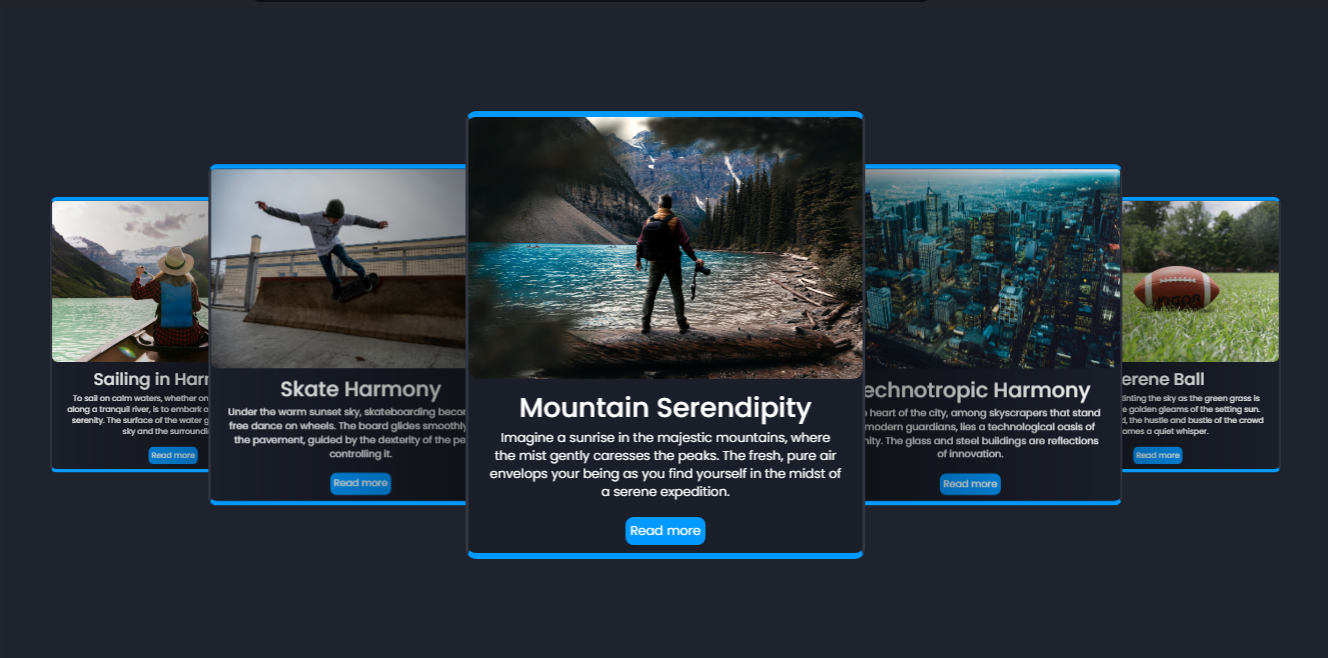 Sailing in Harr
To sail on calm waters, whether on
along a tranquil river, is to embark o
serenity. The surface of the water g
sky and the surroundi
Read more
Skate Harmony
Under the warm sunset sky, skateboarding becor
free dance on wheels. The board glides smoothly
the pavement, guided by the dexterity of the pe
controlling it.
Read more
Mountain Serendipity
Imagine a sunrise in the majestic mountains, where
the mist gently caresses the peaks. The fresh, pure air
envelops your being as you find yourself in the midst of
a serene expedition.
Read more
echnotropic Harmony
heart of the city, among skyscrapers that stand
modern guardians, lies a technological oasis of
nity. The glass and steel buildings are reflections
of innovation.
Read more
erene Ball
inting the sky as the green grass is
e golden gleams of the setting sun.
d, the hustle and bustle of the crowd
omes a quiet whisper.
Read more